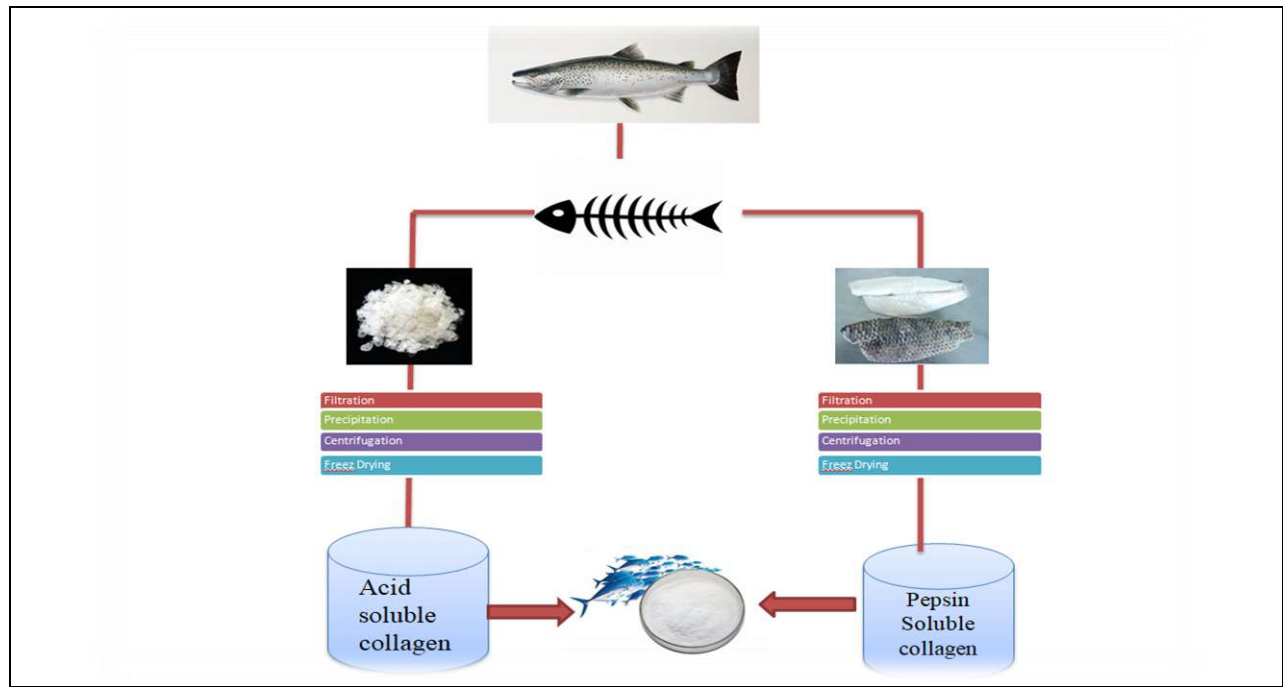 Filtration
Precipitation
Centrifugation
Freez Drying
Filtration
Precipitation
Centrifugation
Freez Drying
Acid
soluble
collagen
Pepsin
Soluble
collagen